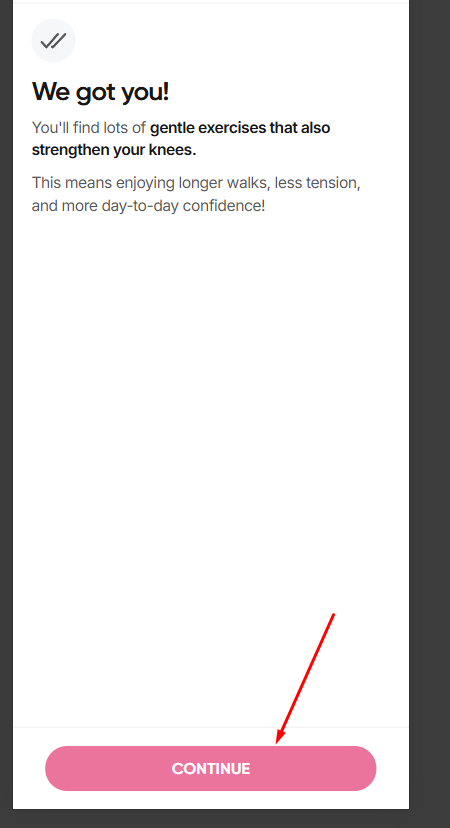 We got you!
You'll find lots of gentle exercises that also
strengthen your knees.
This means enjoying longer walks, less tension,
and more day-to-day confidence!
CONTINUE